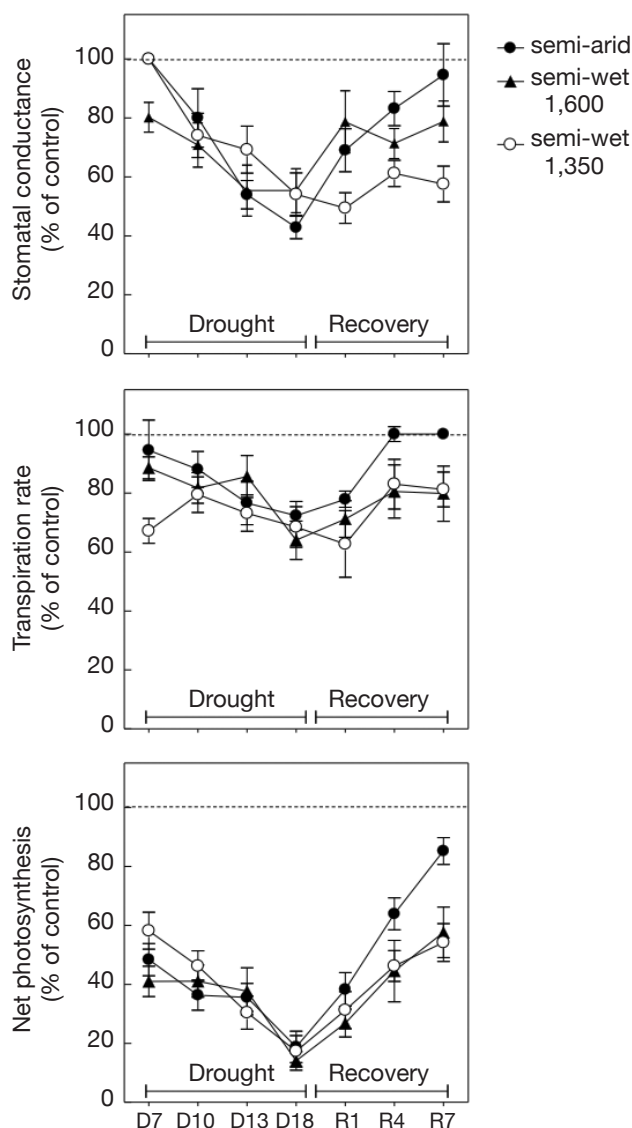 Stomatal conductance
(% of control)
100
80
60
40
20
0
Drought
Recovery
semi-arid
semi-wet
1,600
semi-wet
1,350
Transpiration rate
(% of control)
100
80
60
40
20
0
Drought
Recovery
Net photosynthesis
(% of control)
100
80
60
40
20
0
Drought
Recovery
D7 D10 D13 D18 R1 R4 R7